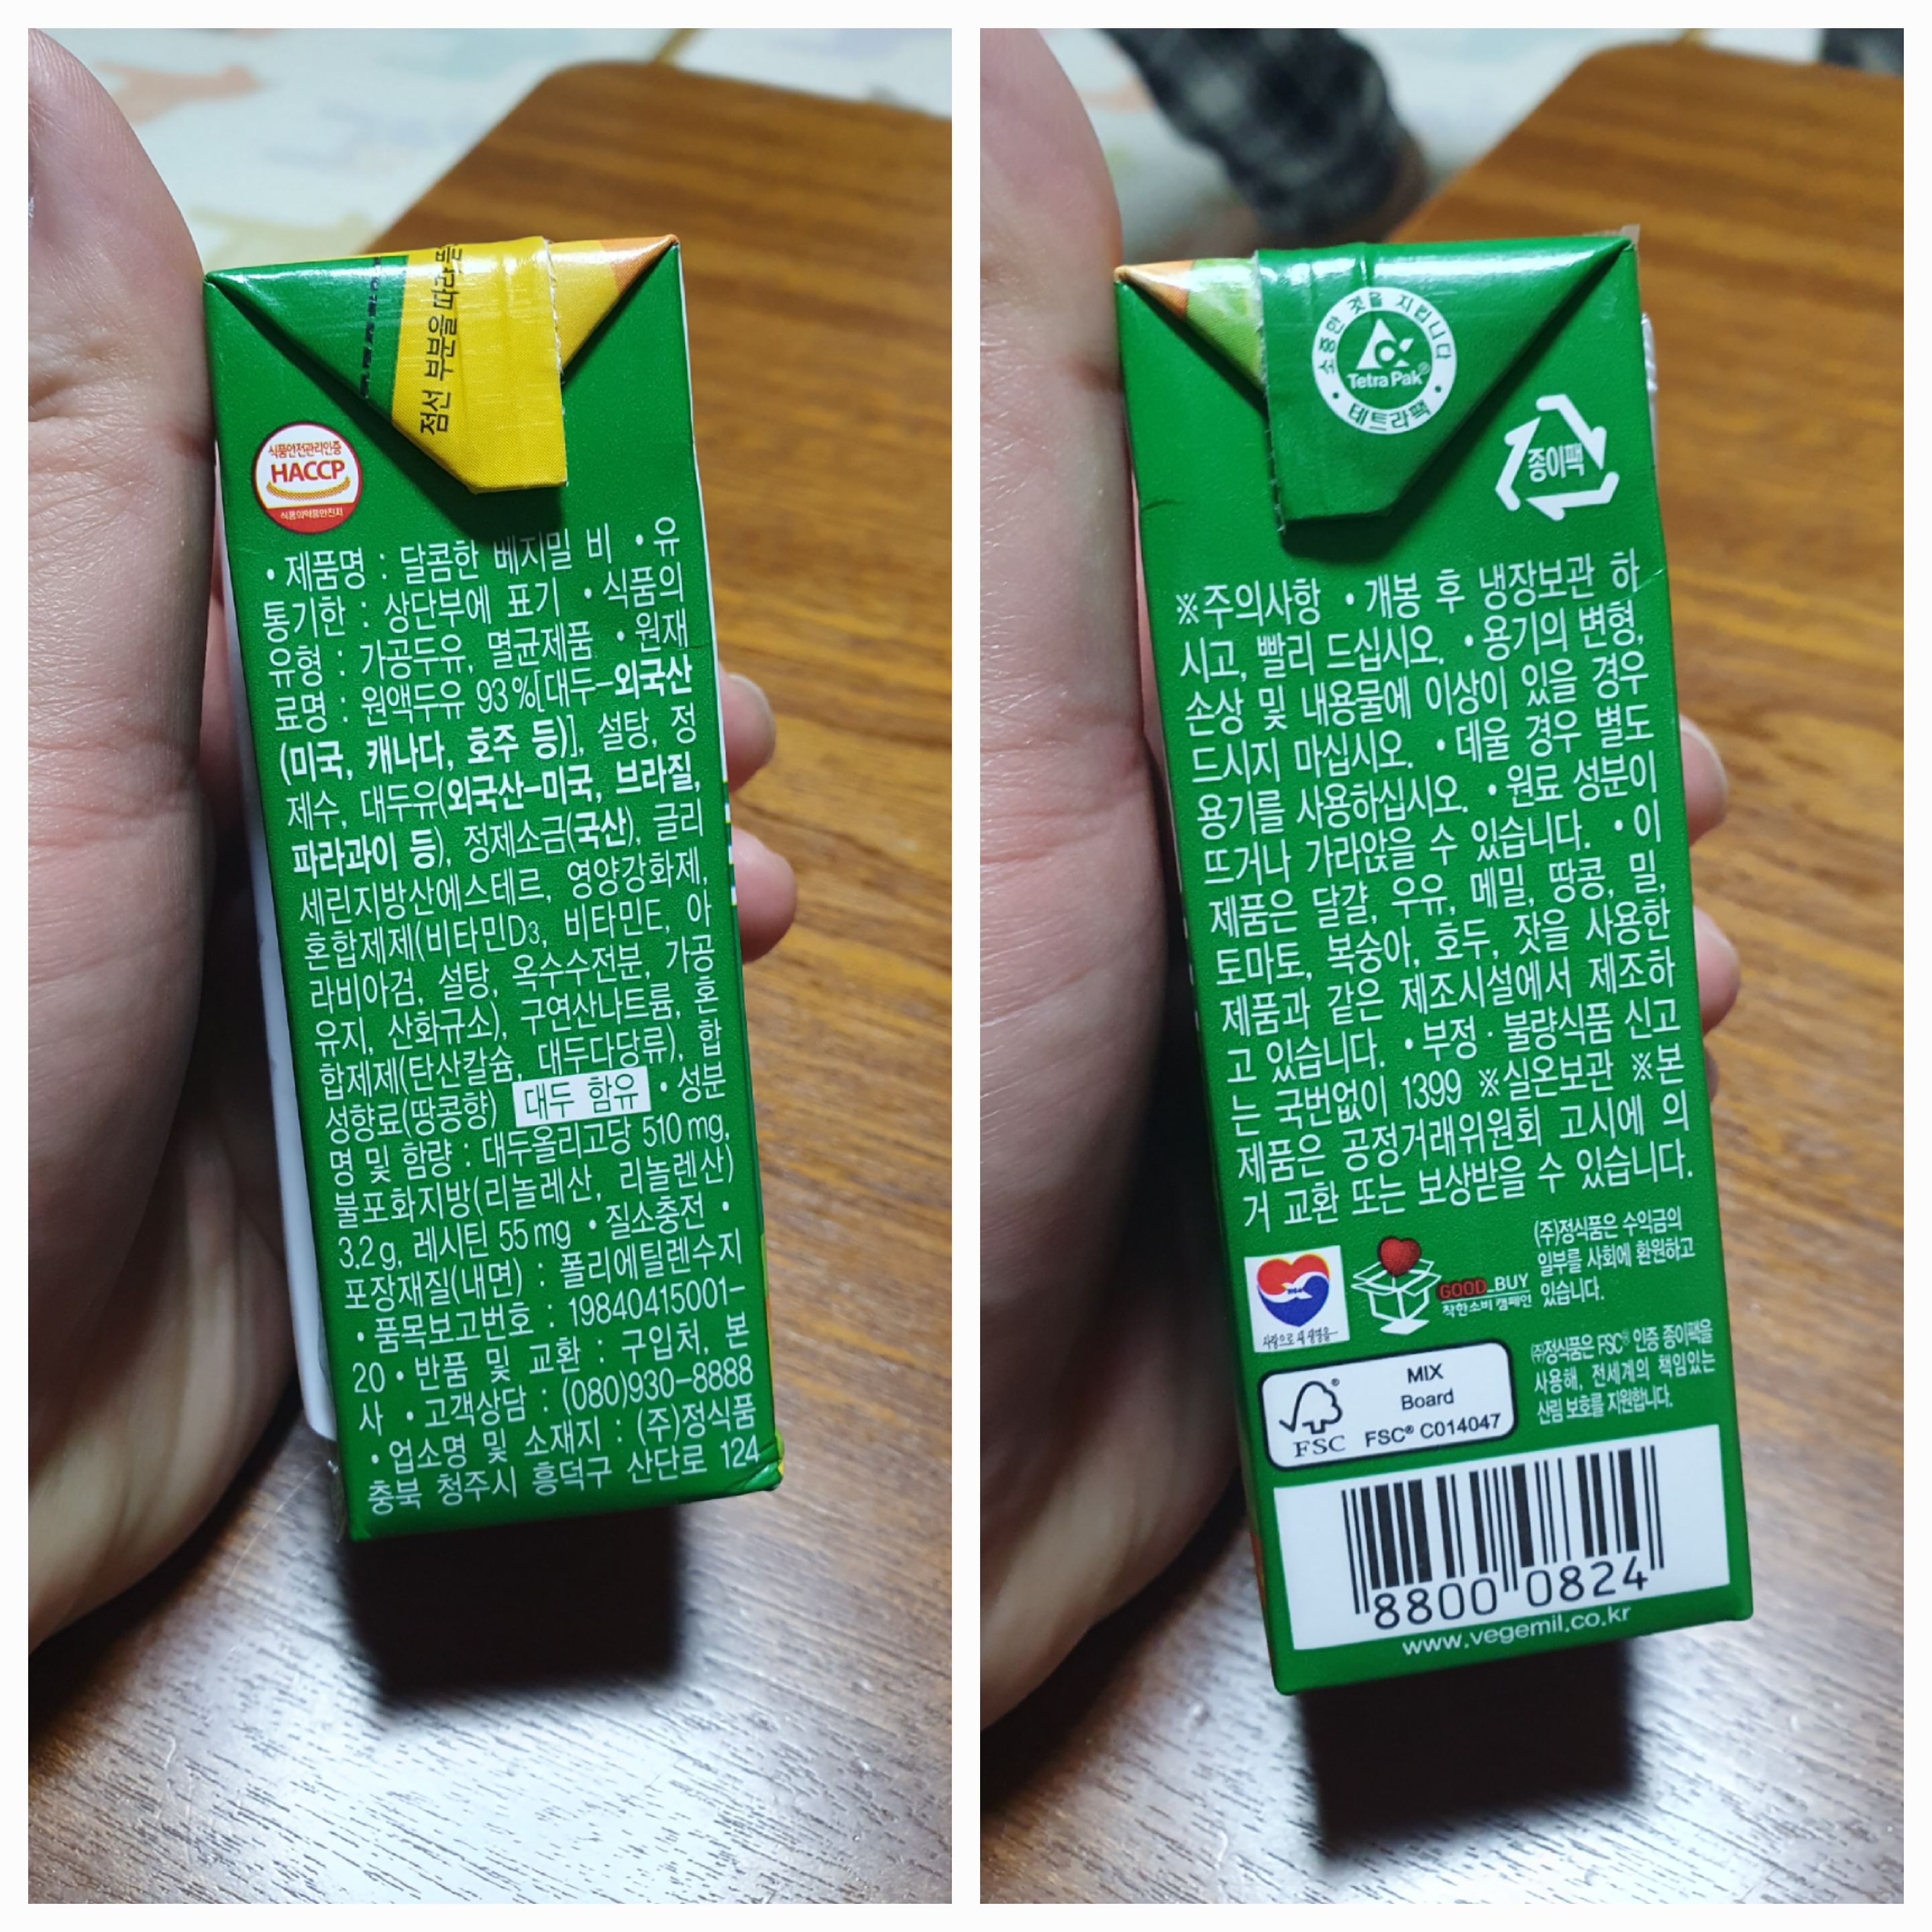 점선 부분을 따라
식품안전관리인증
HACCP
식품의약품안전처
• 제품명 : 달콤한 베지밀 비 • 유
통기한 : 상단부에 표기 • 식품의
유형 : 가공두유, 멸균제품 • 원재
료명 : 원액두유 93%[대두-외국산
(미국, 캐나다, 호주 등)], 설탕, 정
제수, 대두유(외국산-미국, 브라질,
파라과이 등), 정제소금(국산), 글리
세린지방산에스테르, 영양강화제,
혼합제제(비타민D3, 비타민E, 아
라비아검, 설탕, 옥수수전분, 가공
유지, 산화규소), 구연산나트륨, 혼
합제제(탄산칼슘, 대두다당류), 합
성향료(땅콩향) 대두 함유 • 성분
명 및 함량 : 대두올리고당 510 mg,
불포화지방(리놀레산, 리놀렌산)
3.2 g, 레시틴 55 mg • 질소충전 •
포장재질(내면) : 폴리에틸렌수지
• 품목보고번호 : 19840415001-
20 • 반품 및 교환 : 구입처, 본
사 • 고객상담 : (080)930-8888
• 업소명 및 소재지 : (주)정식품
충북 청주시 흥덕구 산단로 124
소중한 것을 지킵니다
Tetra Pak®
• 테트라팩 •
종이팩
※주의사항 • 개봉 후 냉장보관 하
시고, 빨리 드십시오. • 용기의 변형,
손상 및 내용물에 이상이 있을 경우
드시지 마십시오. • 데울 경우 별도
용기를 사용하십시오. • 원료 성분이
뜨거나 가라앉을 수 있습니다. • 이
제품은 달걀, 우유, 메밀, 땅콩, 밀,
토마토, 복숭아, 호두, 잣을 사용한
제품과 같은 제조시설에서 제조하
고 있습니다. • 부정 · 불량식품 신고
는 국번없이 1399 ※실온보관 ※본
제품은 공정거래위원회 고시에 의
거 교환 또는 보상받을 수 있습니다.
사랑으로 새 생명을
GOOD_BUY
착한소비 캠페인
(주)정식품은 수익금의
일부를 사회에 환원하고
있습니다.
FSC®
MIX
Board
FSC® C014047
㈜정식품은 FSC® 인증 종이팩을
사용해, 전세계의 책임있는
산림 보호를 지원합니다.
8800 0824
www.vegemil.co.kr